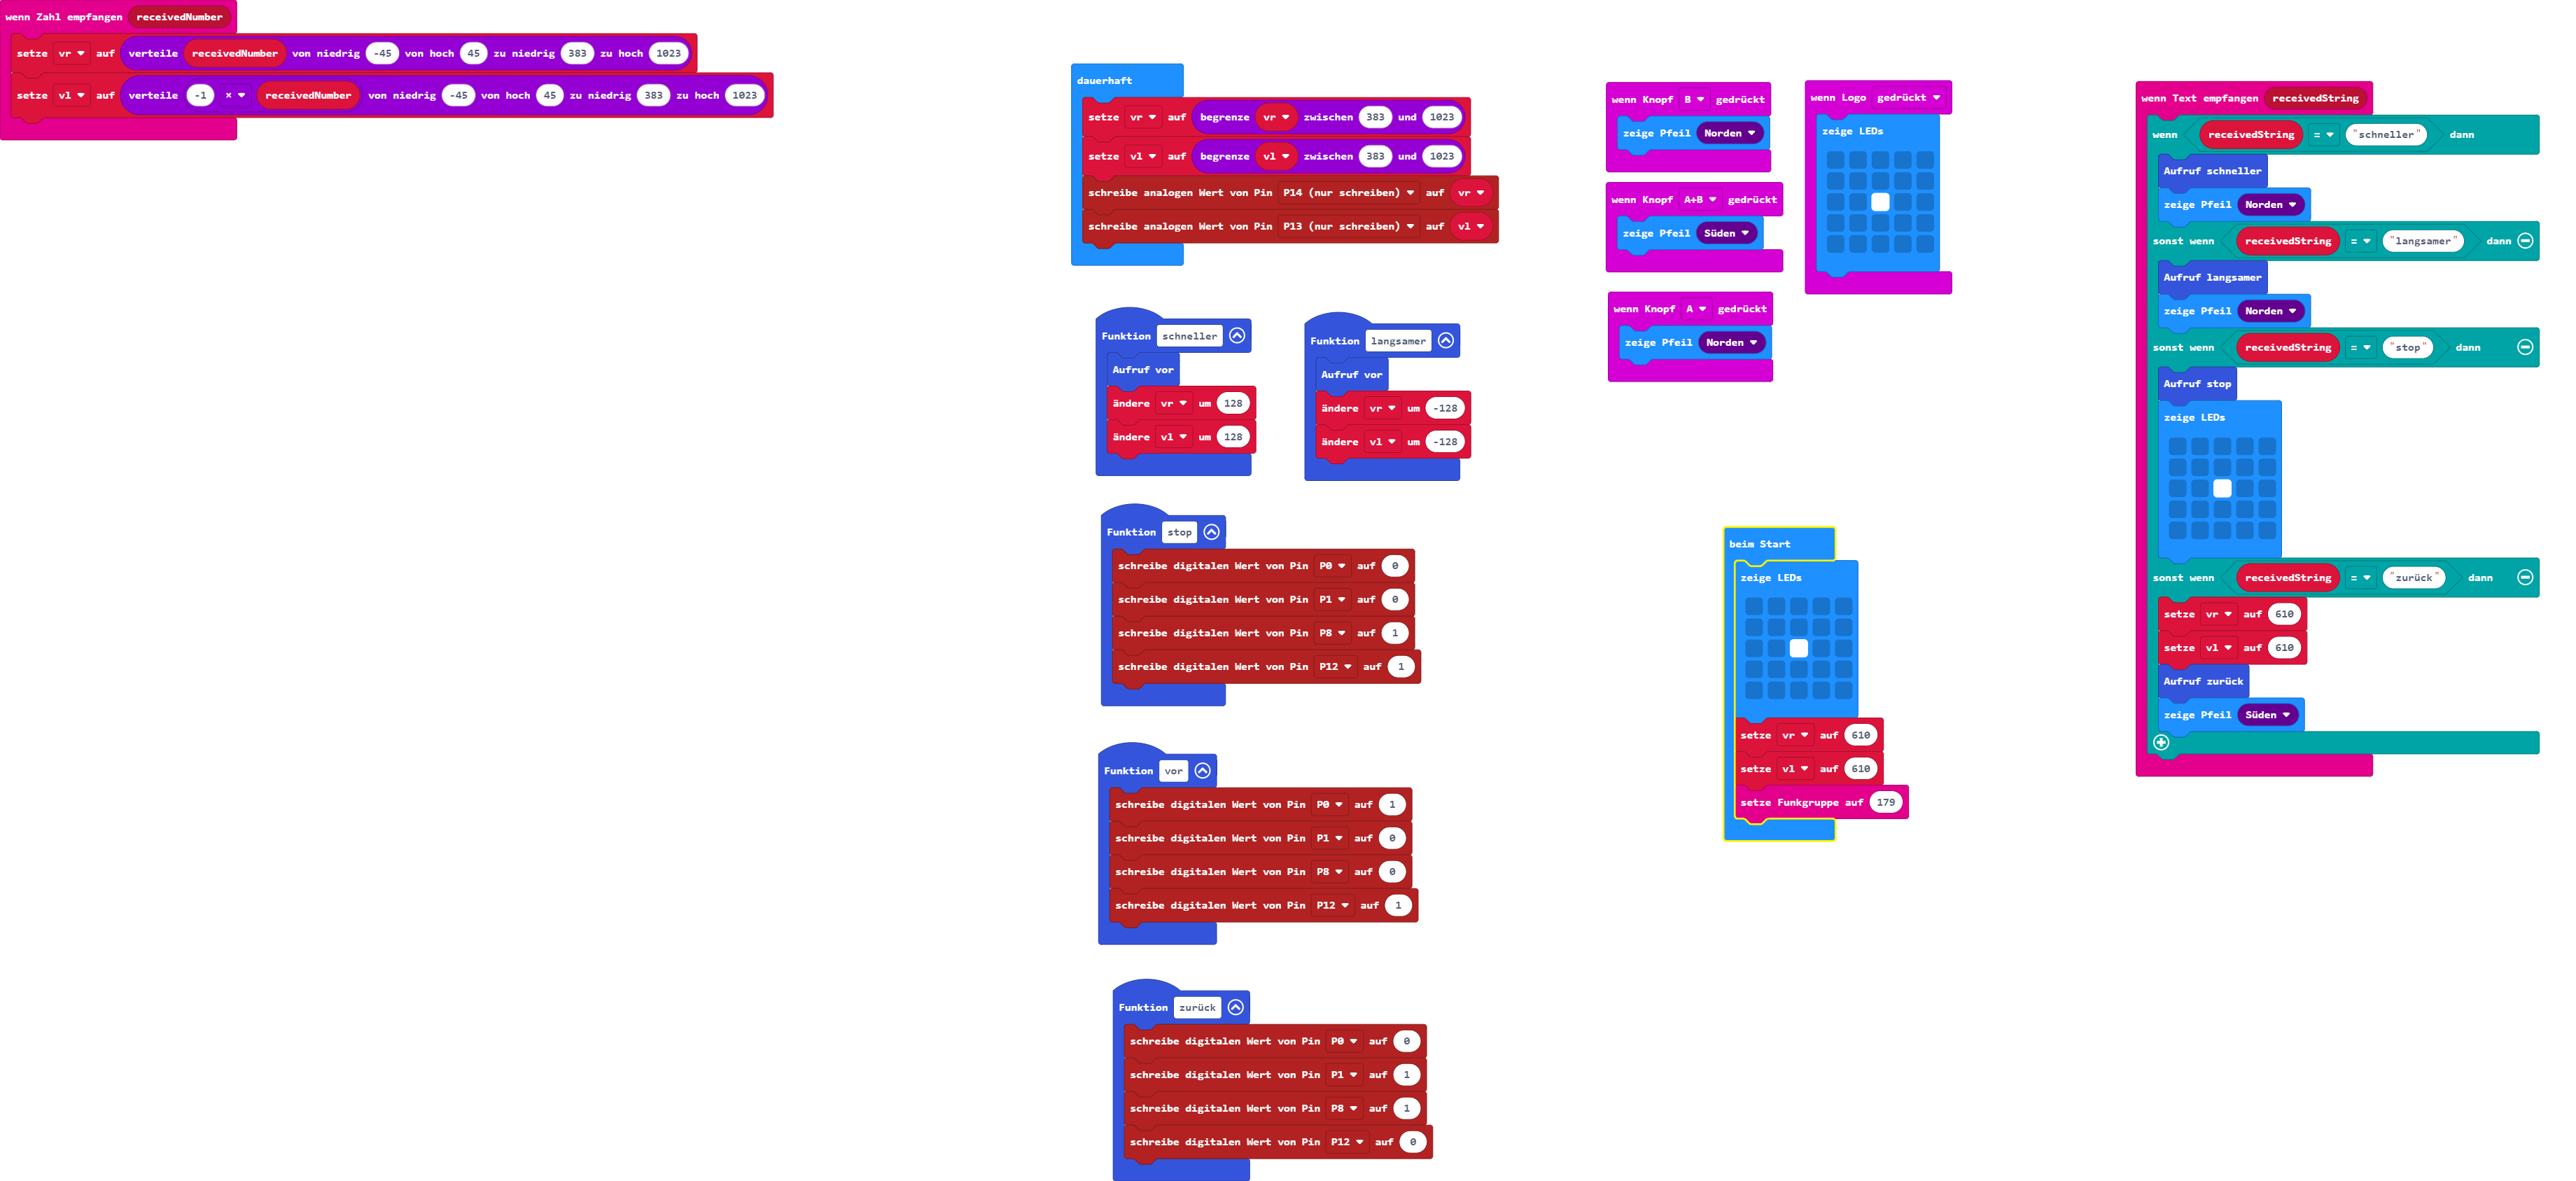 wenn Zahl empfangen receivedNumber
setze vr auf verteile receivedNumber von niedrig -45 von hoch 45 zu niedrig 383 zu hoch 1023
setze vl auf verteile -1 × receivedNumber von niedrig -45 von hoch 45 zu niedrig 383 zu hoch 1023
dauerhaft
setze vr auf begrenze vr zwischen 383 und 1023
setze vl auf begrenze vl zwischen 383 und 1023
schreibe analogen Wert von Pin P14 (nur schreiben) auf vr
schreibe analogen Wert von Pin P13 (nur schreiben) auf vl
Funktion schneller
Aufruf vor
ändere vr um 128
ändere vl um 128
Funktion langsamer
Aufruf vor
ändere vr um -128
ändere vl um -128
Funktion stop
schreibe digitalen Wert von Pin P0 auf 0
schreibe digitalen Wert von Pin P1 auf 0
schreibe digitalen Wert von Pin P8 auf 1
schreibe digitalen Wert von Pin P12 auf 1
Funktion vor
schreibe digitalen Wert von Pin P0 auf 1
schreibe digitalen Wert von Pin P1 auf 0
schreibe digitalen Wert von Pin P8 auf 0
schreibe digitalen Wert von Pin P12 auf 1
Funktion zurück
schreibe digitalen Wert von Pin P0 auf 0
schreibe digitalen Wert von Pin P1 auf 1
schreibe digitalen Wert von Pin P8 auf 1
schreibe digitalen Wert von Pin P12 auf 0
wenn Knopf B gedrückt
zeige Pfeil Norden
wenn Knopf A+B gedrückt
zeige Pfeil Süden
wenn Knopf A gedrückt
zeige Pfeil Norden
wenn Logo gedrückt
zeige LEDs
beim Start
zeige LEDs
setze vr auf 610
setze vl auf 610
setze Funkgruppe auf 179
wenn Text empfangen receivedString
wenn receivedString = "schneller" dann
Aufruf schneller
zeige Pfeil Norden
sonst wenn receivedString = "langsamer" dann
Aufruf langsamer
zeige Pfeil Norden
sonst wenn receivedString = "stop" dann
Aufruf stop
zeige LEDs
sonst wenn receivedString = "zurück" dann
setze vr auf 610
setze vl auf 610
Aufruf zurück
zeige Pfeil Süden